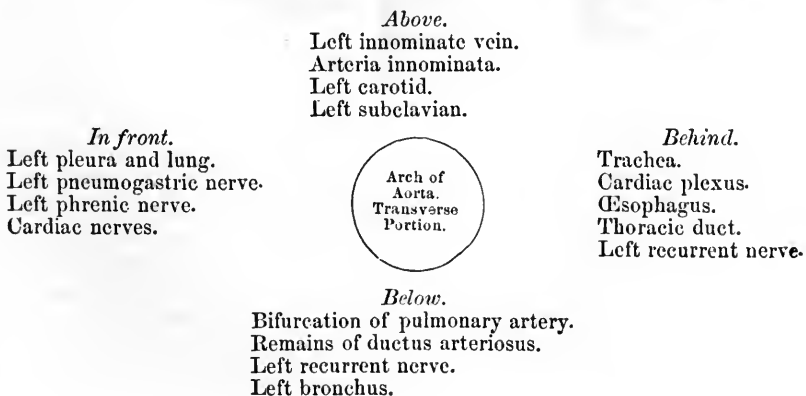 Above.
Left innominate vein.
Arteria innominata.
Left carotid.
Left subclavian.
In front.
Left pleura and lung.
Left pneumogastric nerve.
Left phrenic nerve.
Cardiac nerves.
Arch of
Aorta.
Transverse
Portion.
Behind.
Trachea.
Cardiac plexus.
Œsophagus.
Thoracic duct.
Left recurrent nerve.
Below.
Bifurcation of pulmonary artery.
Remains of ductus arteriosus.
Left recurrent nerve.
Left bronchus.